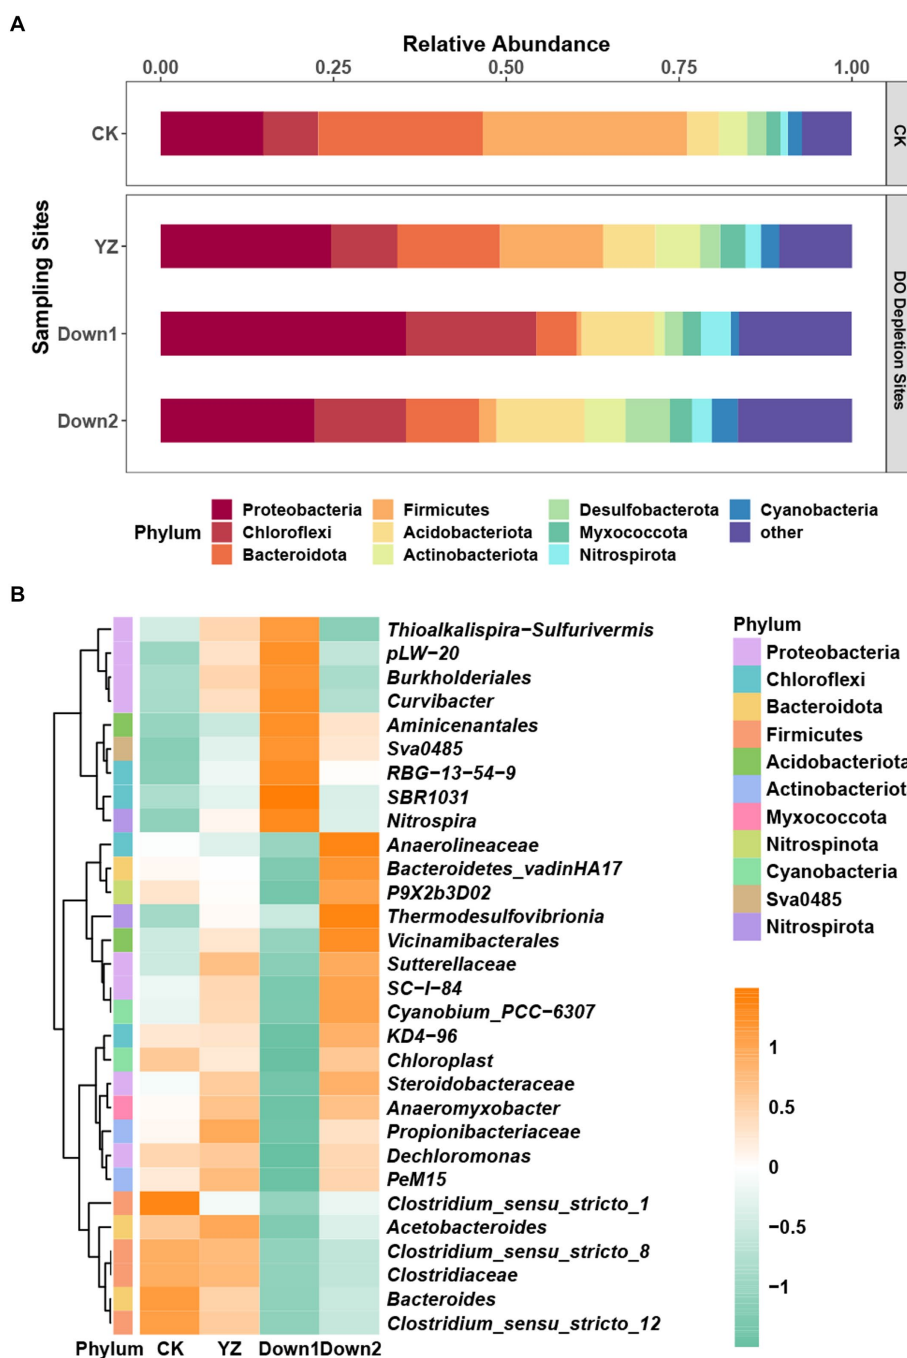 A
Relative Abundance
0.00 0.25 0.50 0.75 1.00
Sampling Sites
CK
YZ
Down1
Down2
CK
DO Depletion Sites
Phylum
Proteobacteria Firmicutes Desulfobacterota Cyanobacteria
Chloroflexi Acidobacteriota Myxococcota other
Bacteroidota Actinobacteriota Nitrospirota
B
Thioalkalispira−Sulfurivermis
pLW−20
Burkholderiales
Curvibacter
Aminicenantales
Sva0485
RBG−13−54−9
SBR1031
Nitrospira
Anaerolineaceae
Bacteroidetes_vadinHA17
P9X2b3D02
Thermodesulfovibrionia
Vicinamibacterales
Sutterellaceae
SC−I−84
Cyanobium_PCC−6307
KD4−96
Chloroplast
Steroidobacteraceae
Anaeromyxobacter
Propionibacteriaceae
Dechloromonas
PeM15
Clostridium_sensu_stricto_1
Acetobacteroides
Clostridium_sensu_stricto_8
Clostridiaceae
Bacteroides
Clostridium_sensu_stricto_12
Phylum CK YZ Down1 Down2
Phylum
Proteobacteria
Chloroflexi
Bacteroidota
Firmicutes
Acidobacteriota
Actinobacteriot
Myxococcota
Nitrospinota
Cyanobacteria
Sva0485
Nitrospirota
1
0.5
0
−0.5
−1